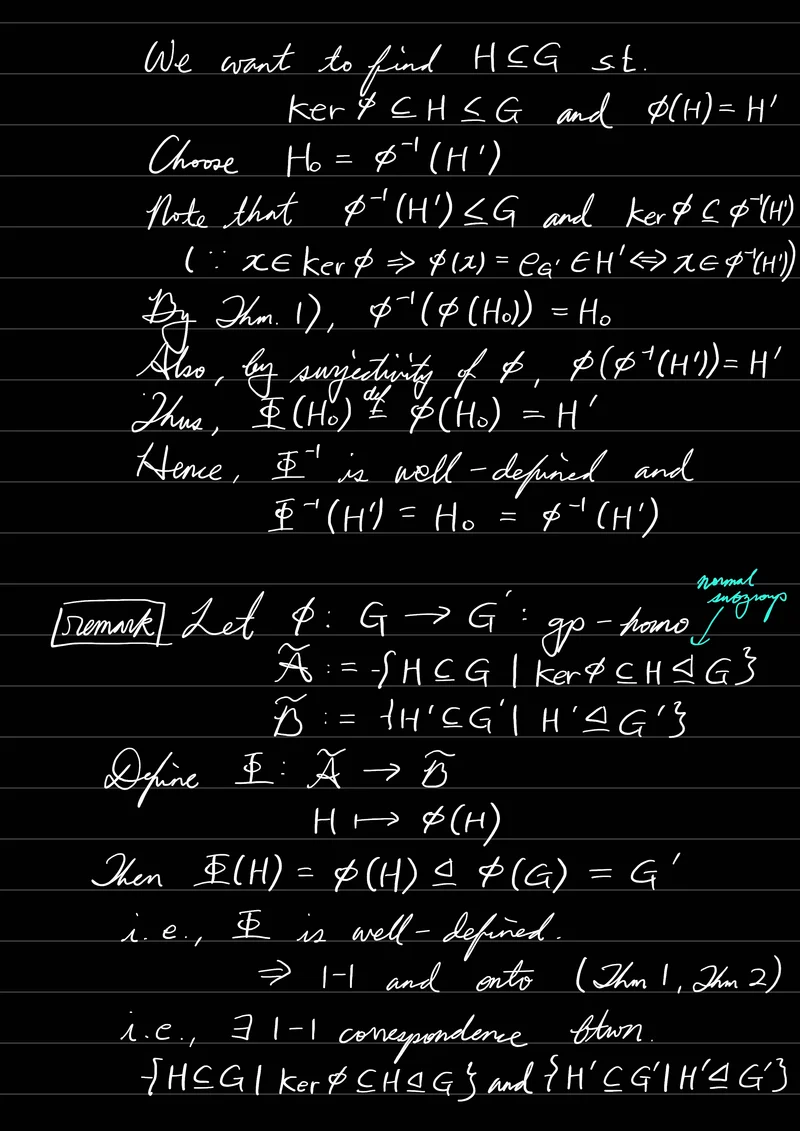 We want to find H⊆G s.t.
ker φ ⊆ H ≤ G and φ(H) = H'
Choose H₀ = φ⁻¹(H')
Note that φ⁻¹(H') ≤ G and ker φ ⊆ φ⁻¹(H')
(∵ x ∈ ker φ ⇒ φ(x) = e_G' ∈ H' ⇔ x ∈ φ⁻¹(H'))
By Thm. 1), φ⁻¹(φ(H₀)) = H₀
Also, by surjectivity of φ, φ(φ⁻¹(H')) = H'
Thus, Φ(H₀) def= φ(H₀) = H'
Hence, Φ⁻¹ is well-defined and
Φ⁻¹(H') = H₀ = φ⁻¹(H')
normal
subgroup
remark Let φ : G → G' : gp-homo
Ã := {H ⊆ G | ker φ ⊆ H ⊴ G}
B̃ := {H' ⊆ G' | H' ⊴ G'}
Define Φ : Ã → B̃
H ↦ φ(H)
Then Φ(H) = φ(H) ⊴ φ(G) = G'
i.e., Φ is well-defined.
⇒ 1-1 and onto (Thm 1, Thm 2)
i.e., ∃ 1-1 correspondence btwn.
{H⊆G | ker φ ⊆ H ⊴ G} and {H' ⊆ G' | H' ⊴ G'}